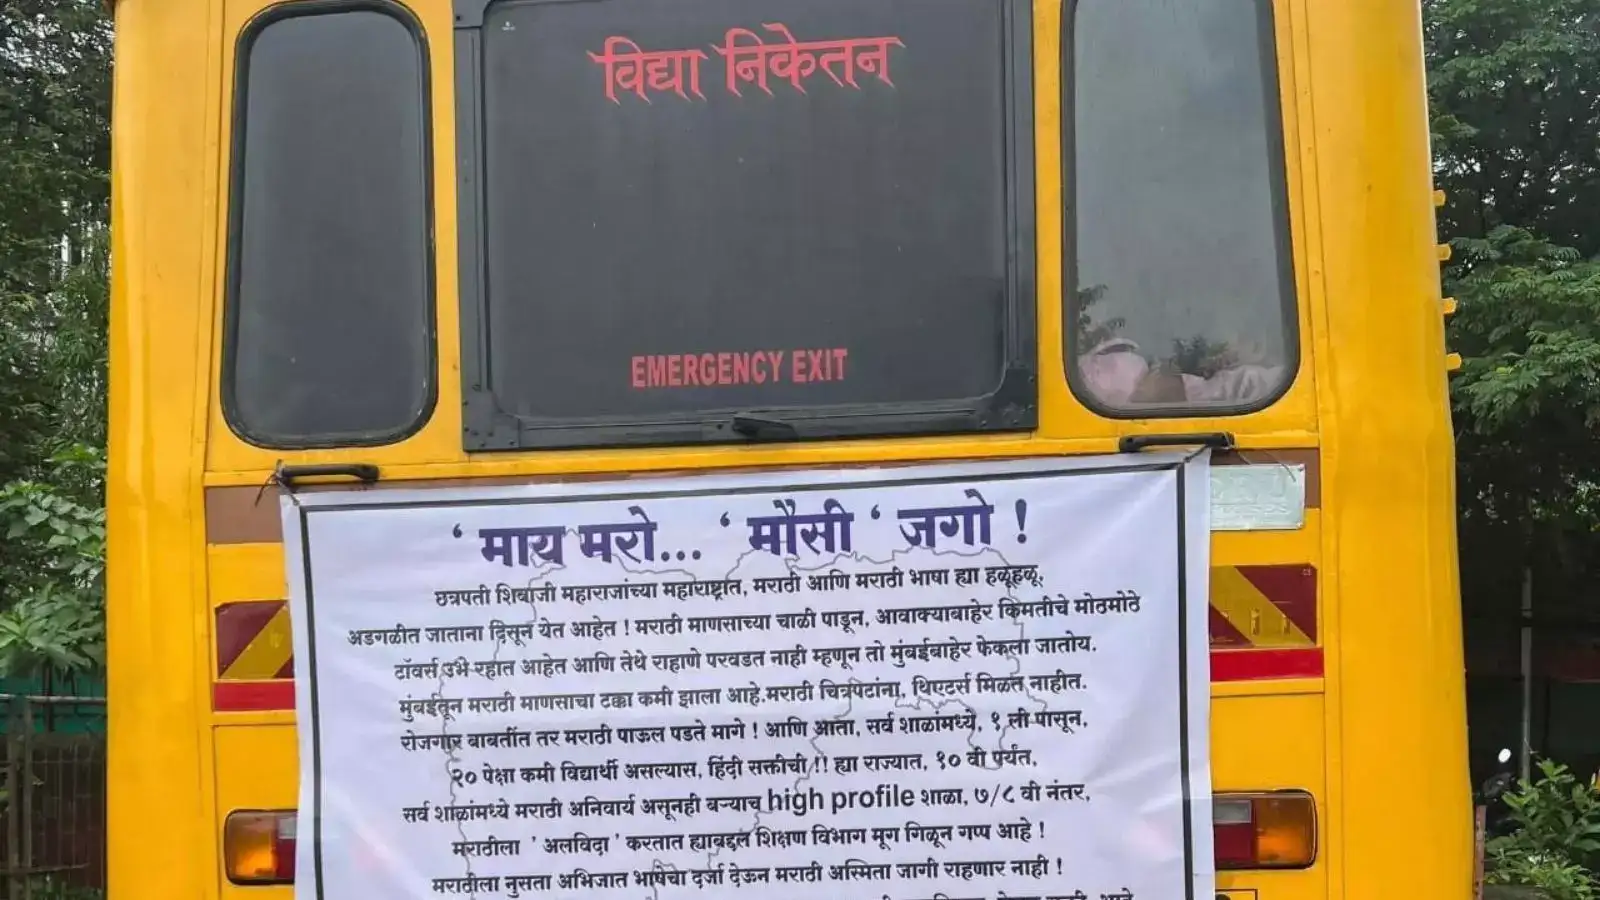 विद्या निकेतन
EMERGENCY EXIT
‘ माय मरो... ‘ मौसी ‘ जगो !
छत्रपती शिवाजी महाराजांच्या महाराष्ट्रात, मराठी आणि मराठी भाषा ह्या हळूहळू,
अडगळीत जाताना दिसून येत आहेत ! मराठी माणसाच्या चाळी पाडून, आवाक्याबाहेर किंमतीचे मोठमोठे
टॉवर्स उभे रहात आहेत आणि तेथे राहाणे परवडत नाही म्हणून तो मुंबईबाहेर फेकला जातोय.
मुंबईतून मराठी माणसाचा टक्का कमी झाला आहे.मराठी चित्रपटांना, थिएटर्स मिळत नाहीत.
रोजगार बाबतींत तर मराठी पाऊल पडते मागे ! आणि आता, सर्व शाळांमध्ये, १ ली पासून,
२० पेक्षा कमी विद्यार्थी असल्यास, हिंदी सक्तीची !! ह्या राज्यात, १० वी पर्यंत,
सर्व शाळांमध्ये मराठी अनिवार्य असूनही बऱ्याच high profile शाळा, ७/८ वी नंतर,
मराठीला ' अलविदा ' करतात ह्याबद्दल शिक्षण विभाग मूग गिळून गप्प आहे !
मराठीला नुसता अभिजात भाषेचा दर्जा देऊन मराठी अस्मिता जागी राहणार नाही !